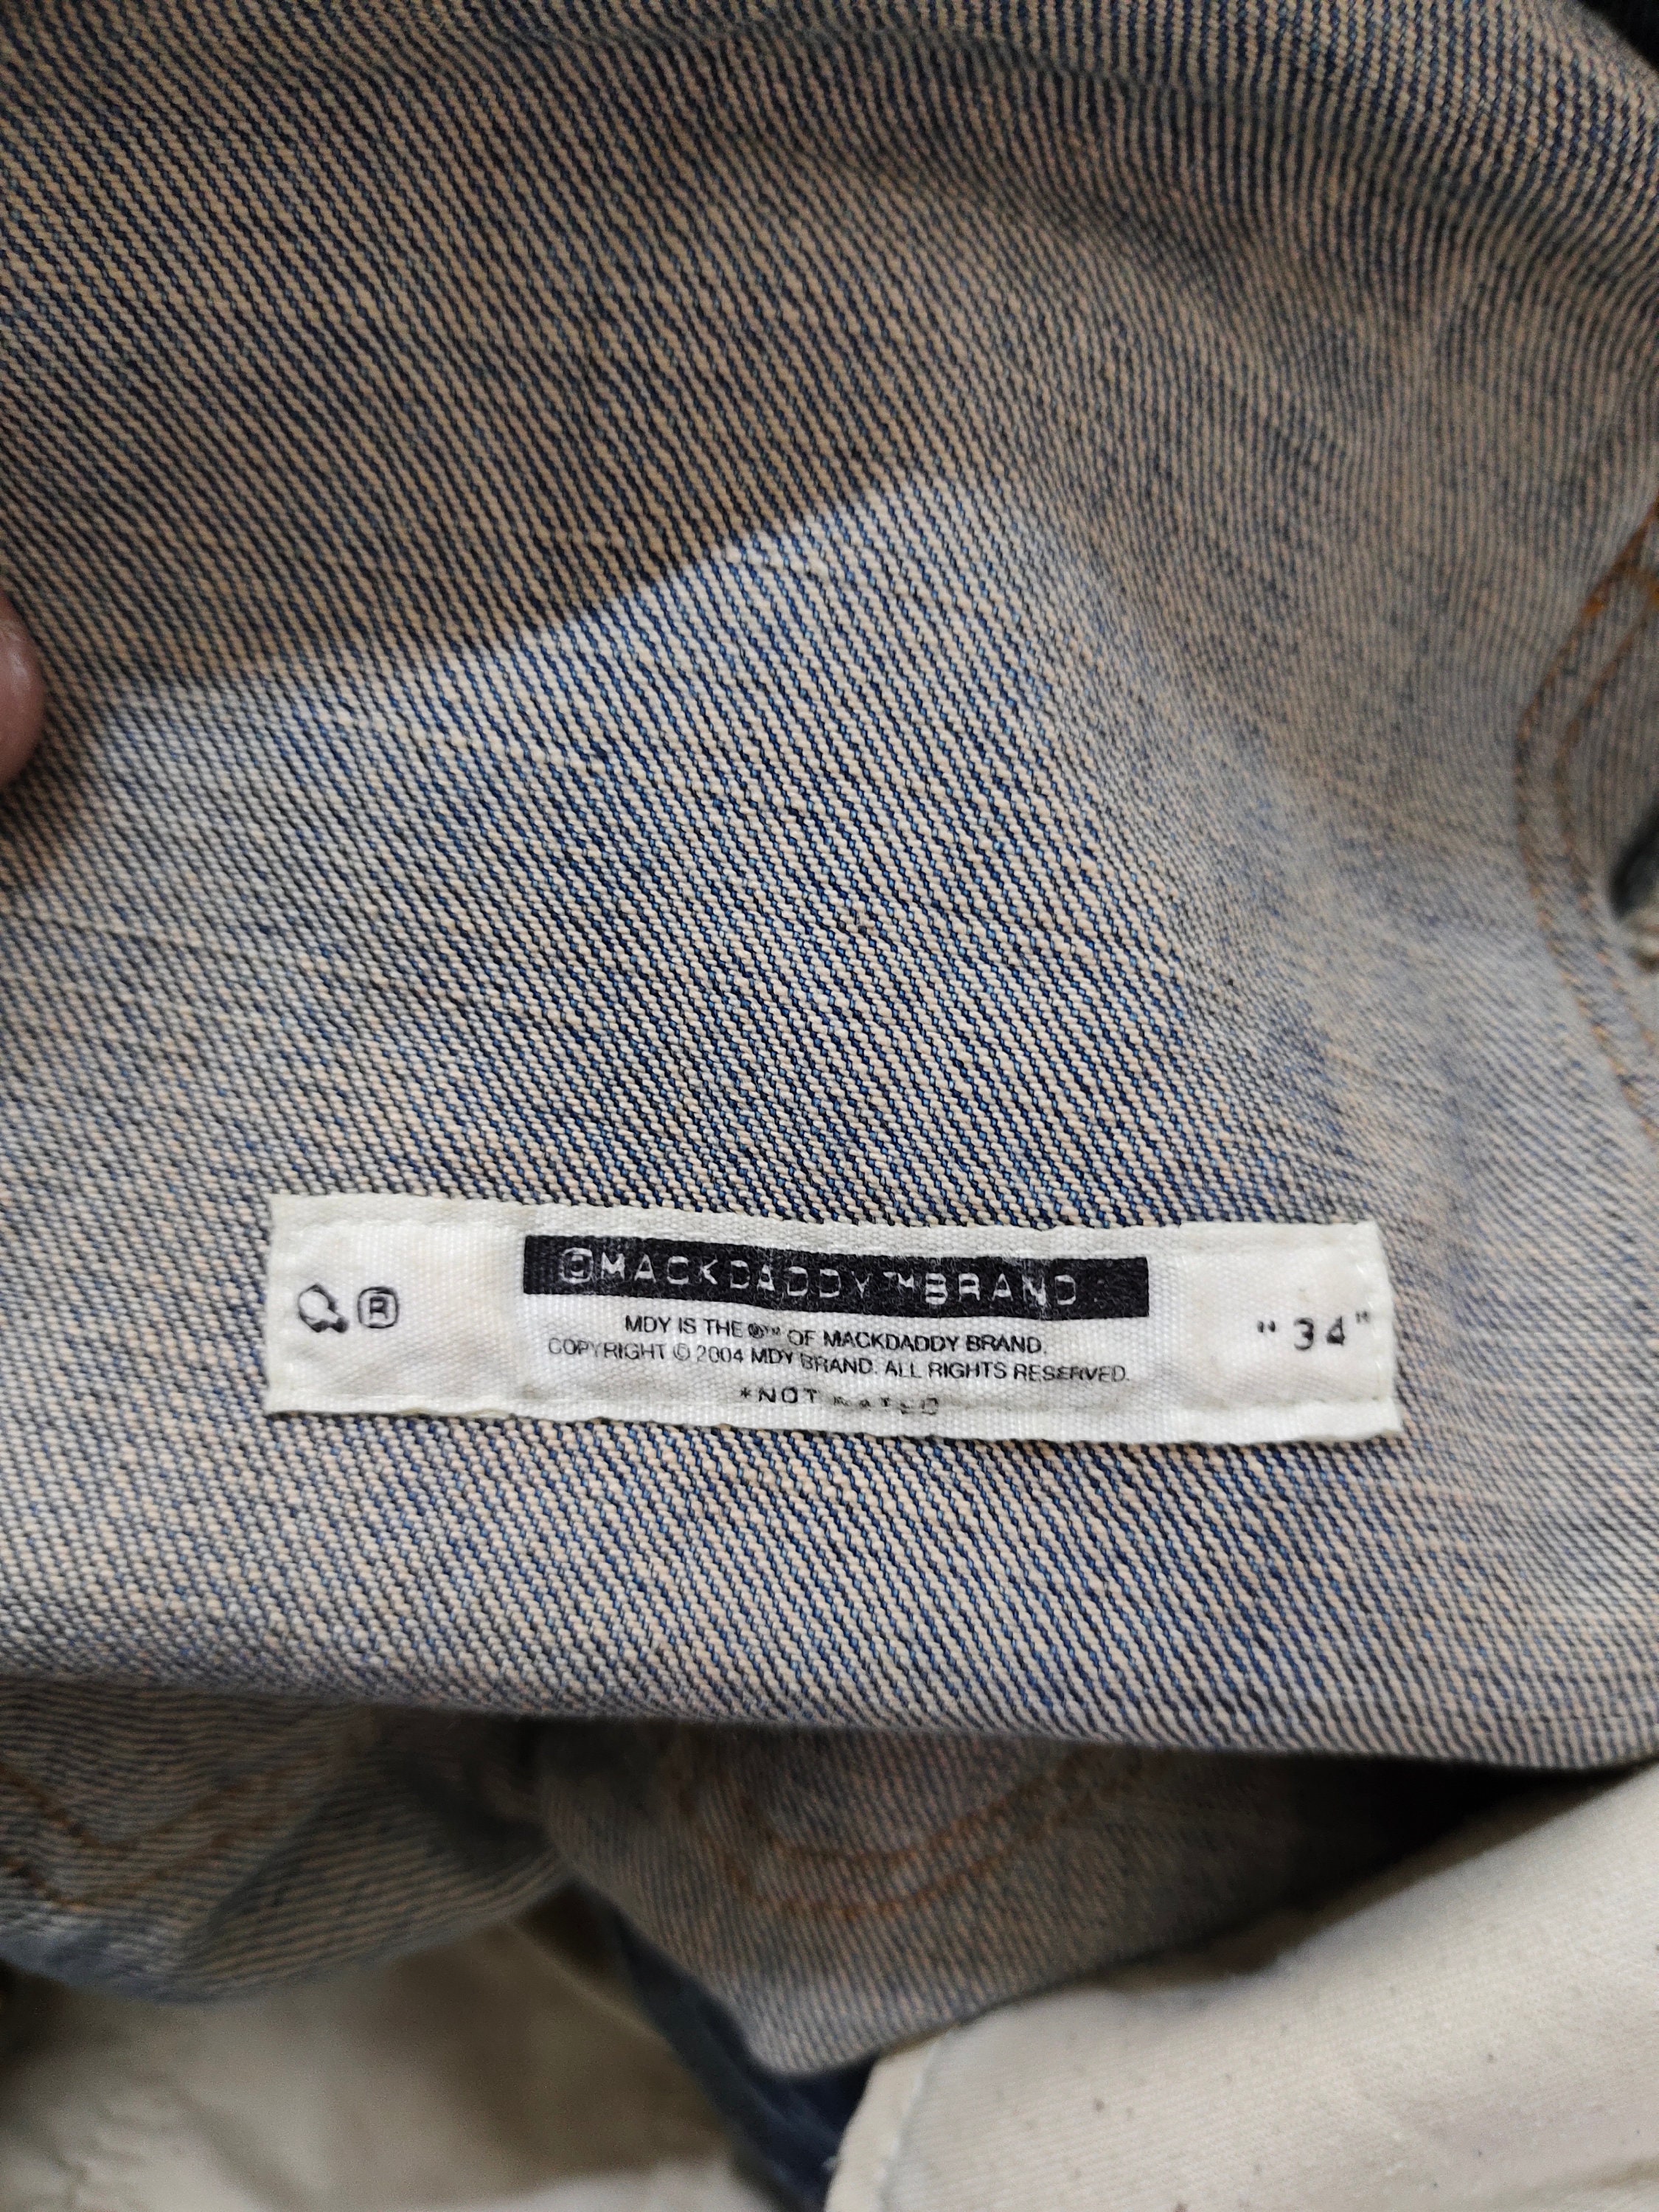 ©MACKDADDY™BRAND.
® "34"
MDY IS THE ®™ OF MACKDADDY BRAND.
COPYRIGHT © 2004 MDY BRAND. ALL RIGHTS RESERVED.
*NOT